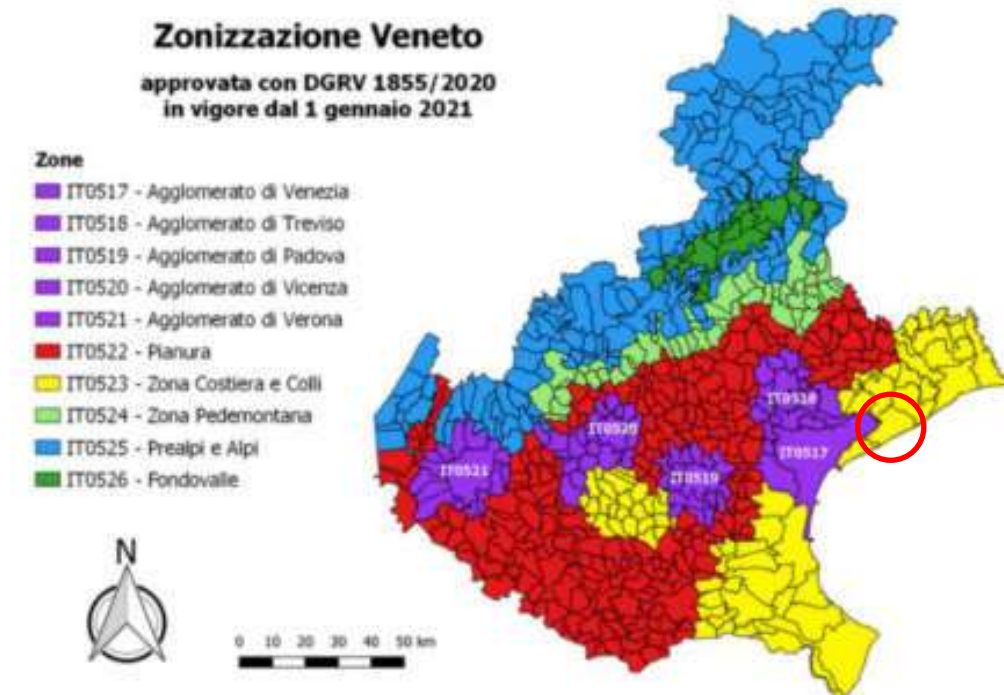 Zonizzazione Veneto
approvata con DGRV 1855/2020
in vigore dal 1 gennaio 2021
Zone
IT0517 - Agglomerato di Venezia
IT0518 - Agglomerato di Treviso
IT0519 - Agglomerato di Padova
IT0520 - Agglomerato di Vicenza
IT0521 - Agglomerato di Verona
IT0522 - Pianura
IT0523 - Zona Costiera e Colli
IT0524 - Zona Pedemontana
IT0525 - Prealpi e Alpi
IT0526 - Fondovalle
IT0518
IT0520
IT0517
IT0521
IT0519
N
0 10 20 30 40 50 km